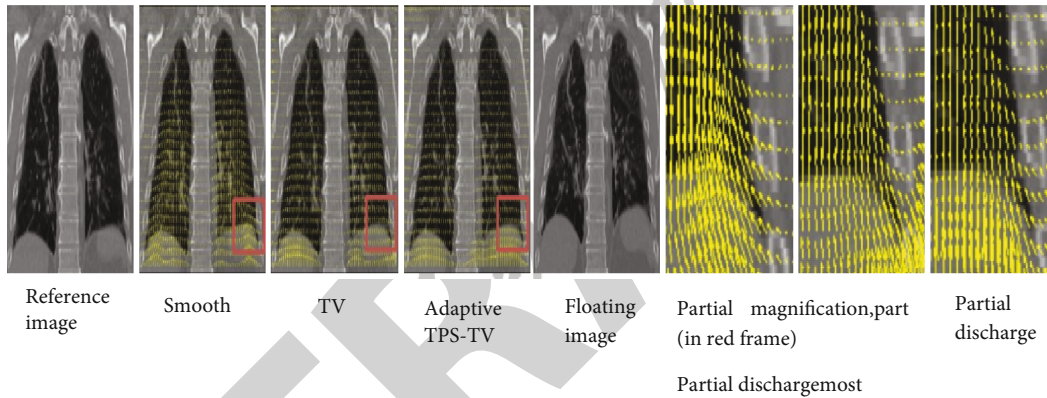 Reference
image
Smooth
TV
Adaptive
TPS-TV
Floating
image
Partial magnification,part
(in red frame)
Partial dischargemost
Partial
discharge